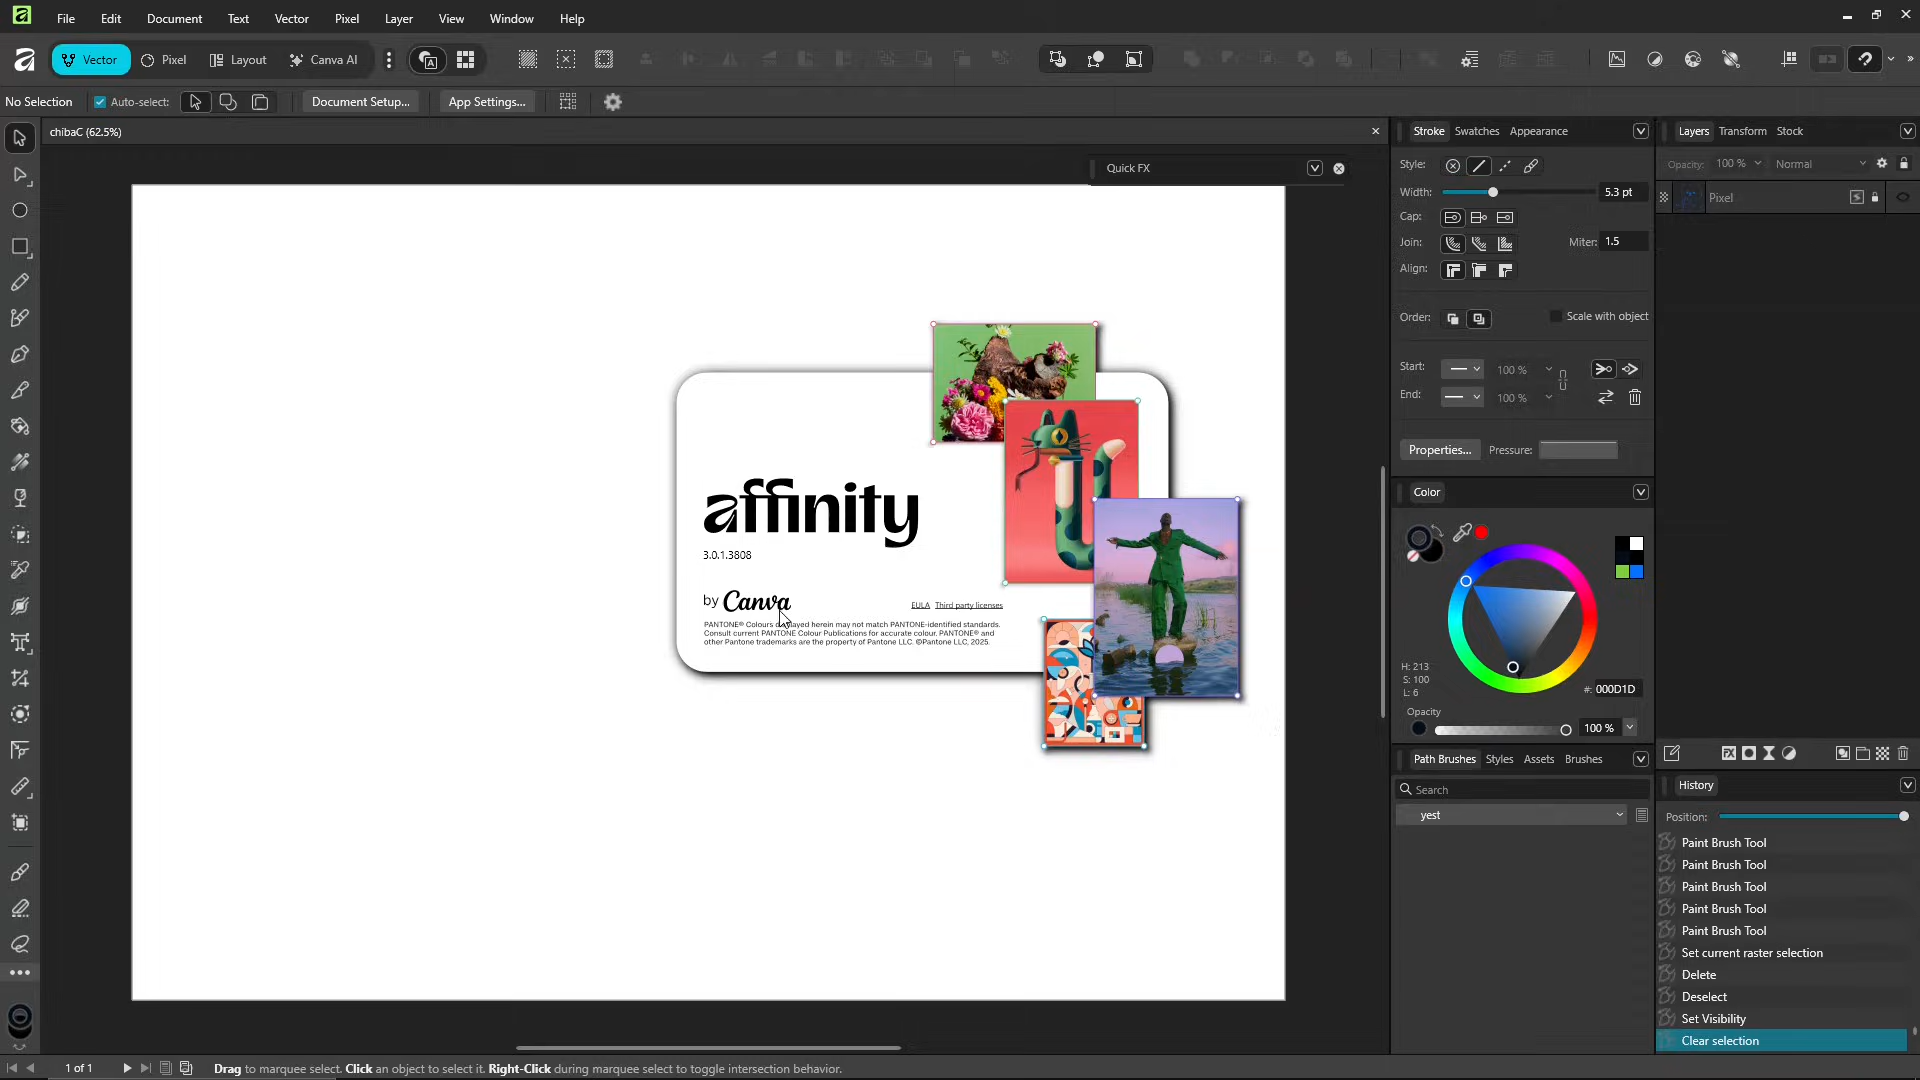 File Edit Document Text Vector Pixel Layer View Window Help
Vector Pixel Layout Canva AI
No Selection Auto-select: Document Setup... App Settings...
chibaC (62.5%)
Quick FX
affinity
3.0.1.3808
by Canva
EULA Third party licenses
PANTONE® Colours displayed herein may not match PANTONE-identified standards.
Consult current PANTONE Colour Publications for accurate colour. PANTONE® and
other Pantone trademarks are the property of Pantone LLC. ©Pantone LLC, 2025.
Stroke Swatches Appearance
Style:
Width: 5.3 pt
Cap:
Join: Miter: 1.5
Align:
Order: Scale with object
Start: 100 %
End: 100 %
Properties... Pressure:
Color
H: 213
S: 100
L: 6
#: 000D1D
Opacity
100 %
Path Brushes Styles Assets Brushes
Search
yest
Layers Transform Stock
Opacity: 100 % Normal
Pixel
History
Position:
Paint Brush Tool
Paint Brush Tool
Paint Brush Tool
Paint Brush Tool
Paint Brush Tool
Set current raster selection
Delete
Deselect
Set Visibility
Clear selection
1 of 1 Drag to marquee select. Click an object to select it. Right-Click during marquee select to toggle intersection behavior.